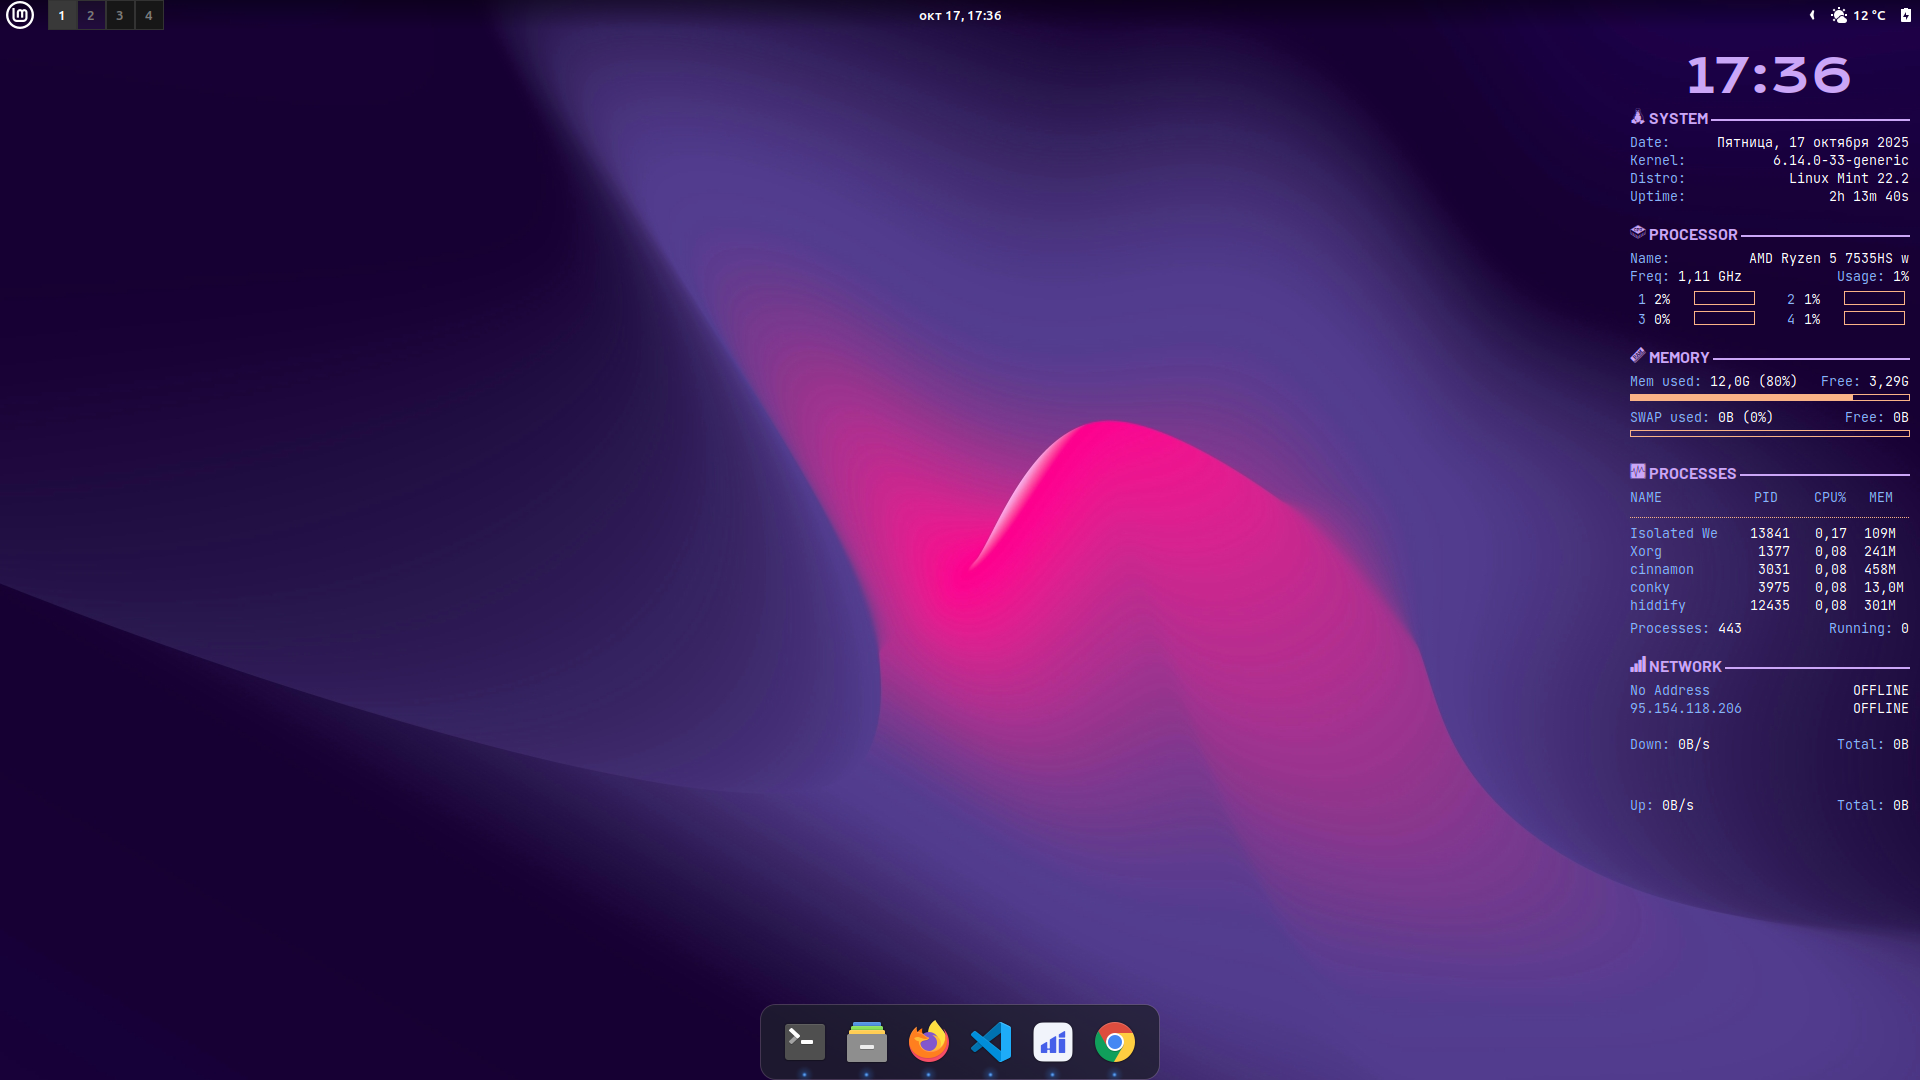 1 2 3 4
окт 17, 17:36
12 °C
17:36
SYSTEM
Date: Пятница, 17 октября 2025
Kernel: 6.14.0-33-generic
Distro: Linux Mint 22.2
Uptime: 2h 13m 40s
PROCESSOR
Name: AMD Ryzen 5 7535HS w
Freq: 1,11 GHz Usage: 1%
1 2% 2 1%
3 0% 4 1%
MEMORY
Mem used: 12,0G (80%) Free: 3,29G
SWAP used: 0B (0%) Free: 0B
PROCESSES
NAME PID CPU% MEM
Isolated We 13841 0,17 109M
Xorg 1377 0,08 241M
cinnamon 3031 0,08 458M
conky 3975 0,08 13,0M
hiddify 12435 0,08 301M
Processes: 443 Running: 0
NETWORK
No Address OFFLINE
95.154.118.206 OFFLINE
Down: 0B/s Total: 0B
Up: 0B/s Total: 0B